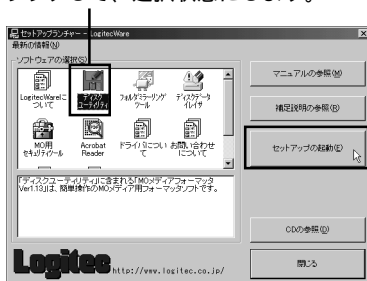 クして、選択状態にします。
セットアップランチャー - LogitecWare
最新の情報(N)
ソフトウェアの選択(S)
LogitecWareに
ついて
ディスク
ユーティリティ
フォルダミラーリング
ツール
ディスクデータ
イレイサ
MO用
セキュリティツール
Acrobat
Reader
ドライバについ
て
お問い合わせ
について
「ディスクユーティリティ」に含まれる「MOメディアフォーマッタ
Ver1.13」は、簡単操作のMOメディア用フォーマッタソフトです。
マニュアルの参照(M)
補足説明の参照(R)
セットアップの起動(E)
CDの参照(D)
閉じる
Logitec
http://www.logitec.co.jp/